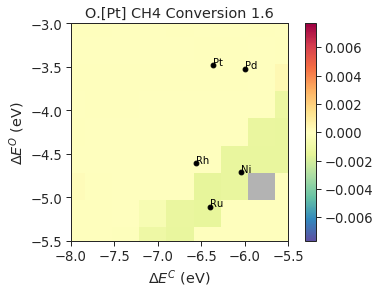 O.[Pt] CH4 Conversion 1.6
−3.0
−3.5
−4.0
−4.5
−5.0
−5.5
ΔE^O (eV)
Pt
Pd
Rh
Ni
Ru
−8.0 −7.5 −7.0 −6.5 −6.0 −5.5
ΔE^C (eV)
0.006
0.004
0.002
0.000
−0.002
−0.004
−0.006